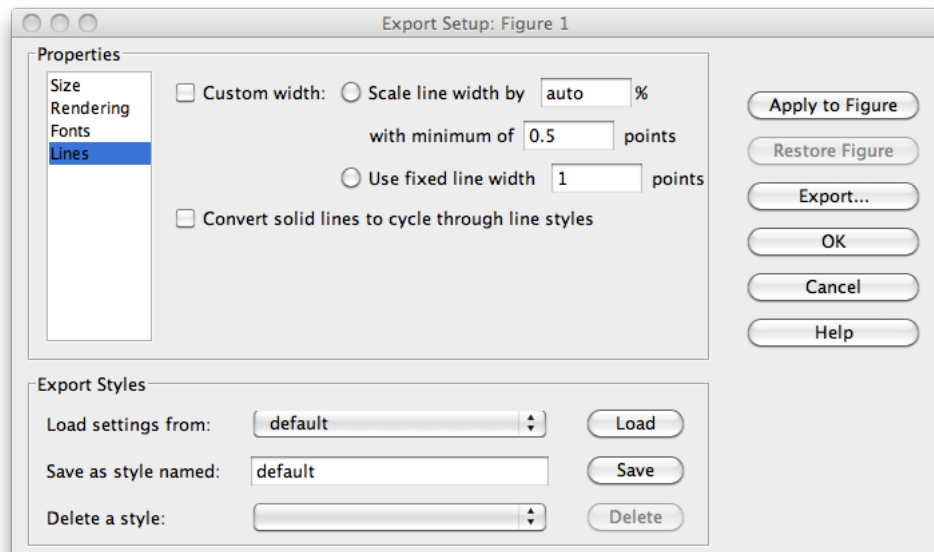 Export Setup: Figure 1
Properties
Size
Rendering
Fonts
Lines
Custom width: Scale line width by auto %
with minimum of 0.5 points
Use fixed line width 1 points
Convert solid lines to cycle through line styles
Apply to Figure
Restore Figure
Export...
OK
Cancel
Help
Export Styles
Load settings from: default Load
Save as style named: default Save
Delete a style: Delete